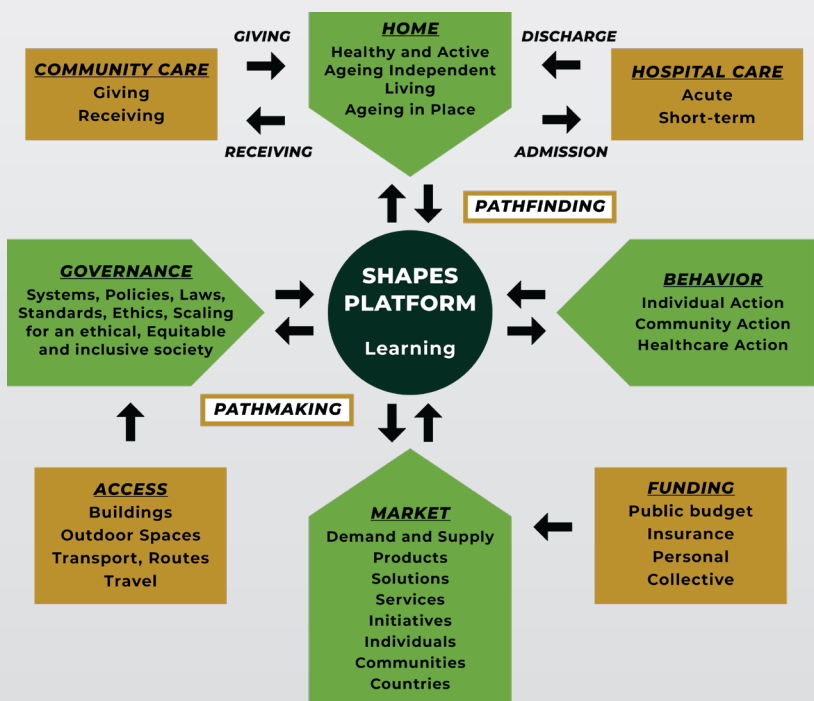 COMMUNITY CARE
Giving
Receiving
GIVING
RECEIVING
HOME
Healthy and Active
Ageing Independent
Living
Ageing in Place
DISCHARGE
ADMISSION
HOSPITAL CARE
Acute
Short-term
PATHFINDING
GOVERNANCE
Systems, Policies, Laws,
Standards, Ethics, Scaling
for an ethical, Equitable
and inclusive society
SHAPES
PLATFORM
Learning
BEHAVIOR
Individual Action
Community Action
Healthcare Action
PATHMAKING
ACCESS
Buildings
Outdoor Spaces
Transport, Routes
Travel
MARKET
Demand and Supply
Products
Solutions
Services
Initiatives
Individuals
Communities
Countries
FUNDING
Public budget
Insurance
Personal
Collective